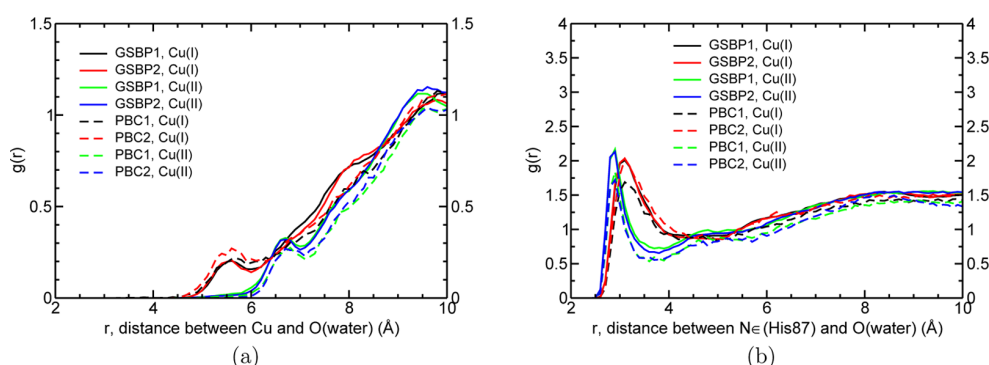 2 4 6 8 10
r, distance between Cu and O(water) (Å)
0
0.5
1
1.5
g(r)
0
0.5
1
1.5
GSBP1, Cu(I)
GSBP2, Cu(I)
GSBP1, Cu(II)
GSBP2, Cu(II)
PBC1, Cu(I)
PBC2, Cu(I)
PBC1, Cu(II)
PBC2, Cu(II)
(a)
2 4 6 8 10
r, distance between N∈(His87) and O(water) (Å)
0
0.5
1
1.5
2
2.5
3
3.5
4
g(r)
0
0.5
1
1.5
2
2.5
3
3.5
4
GSBP1, Cu(I)
GSBP2, Cu(I)
GSBP1, Cu(II)
GSBP2, Cu(II)
PBC1, Cu(I)
PBC2, Cu(I)
PBC1, Cu(II)
PBC2, Cu(II)
(b)